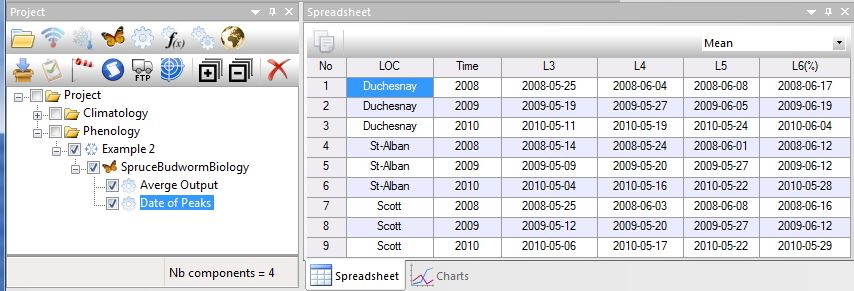 Project
f(x)
FTP
Project
Climatology
Phenology
Example 2
SpruceBudwormBiology
Averge Output
Date of Peaks
Nb components = 4
Spreadsheet
Mean
No LOC Time L3 L4 L5 L6(%)
1 Duchesnay 2008 2008-05-25 2008-06-04 2008-06-08 2008-06-17
2 Duchesnay 2009 2009-05-19 2009-05-27 2009-06-05 2009-06-19
3 Duchesnay 2010 2010-05-11 2010-05-19 2010-05-24 2010-06-04
4 St-Alban 2008 2008-05-14 2008-05-24 2008-06-01 2008-06-12
5 St-Alban 2009 2009-05-09 2009-05-20 2009-05-27 2009-06-12
6 St-Alban 2010 2010-05-04 2010-05-16 2010-05-22 2010-05-28
7 Scott 2008 2008-05-25 2008-06-03 2008-06-08 2008-06-16
8 Scott 2009 2009-05-12 2009-05-20 2009-05-27 2009-06-12
9 Scott 2010 2010-05-06 2010-05-17 2010-05-22 2010-05-29
Spreadsheet Charts